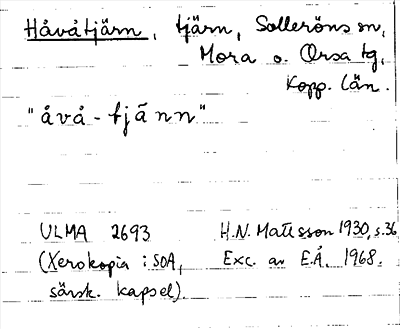 Håvåtjärn, tjärn, Solleröns sn,
Mora o. Orsa tg,
Kopp. län.
"åvå-tjänn"
ULMA 2693 H.N. Mattsson 1930, s.36
(Xerokopia i SOA, Exc. av E.Å. 1968.
särsk. kapsel).